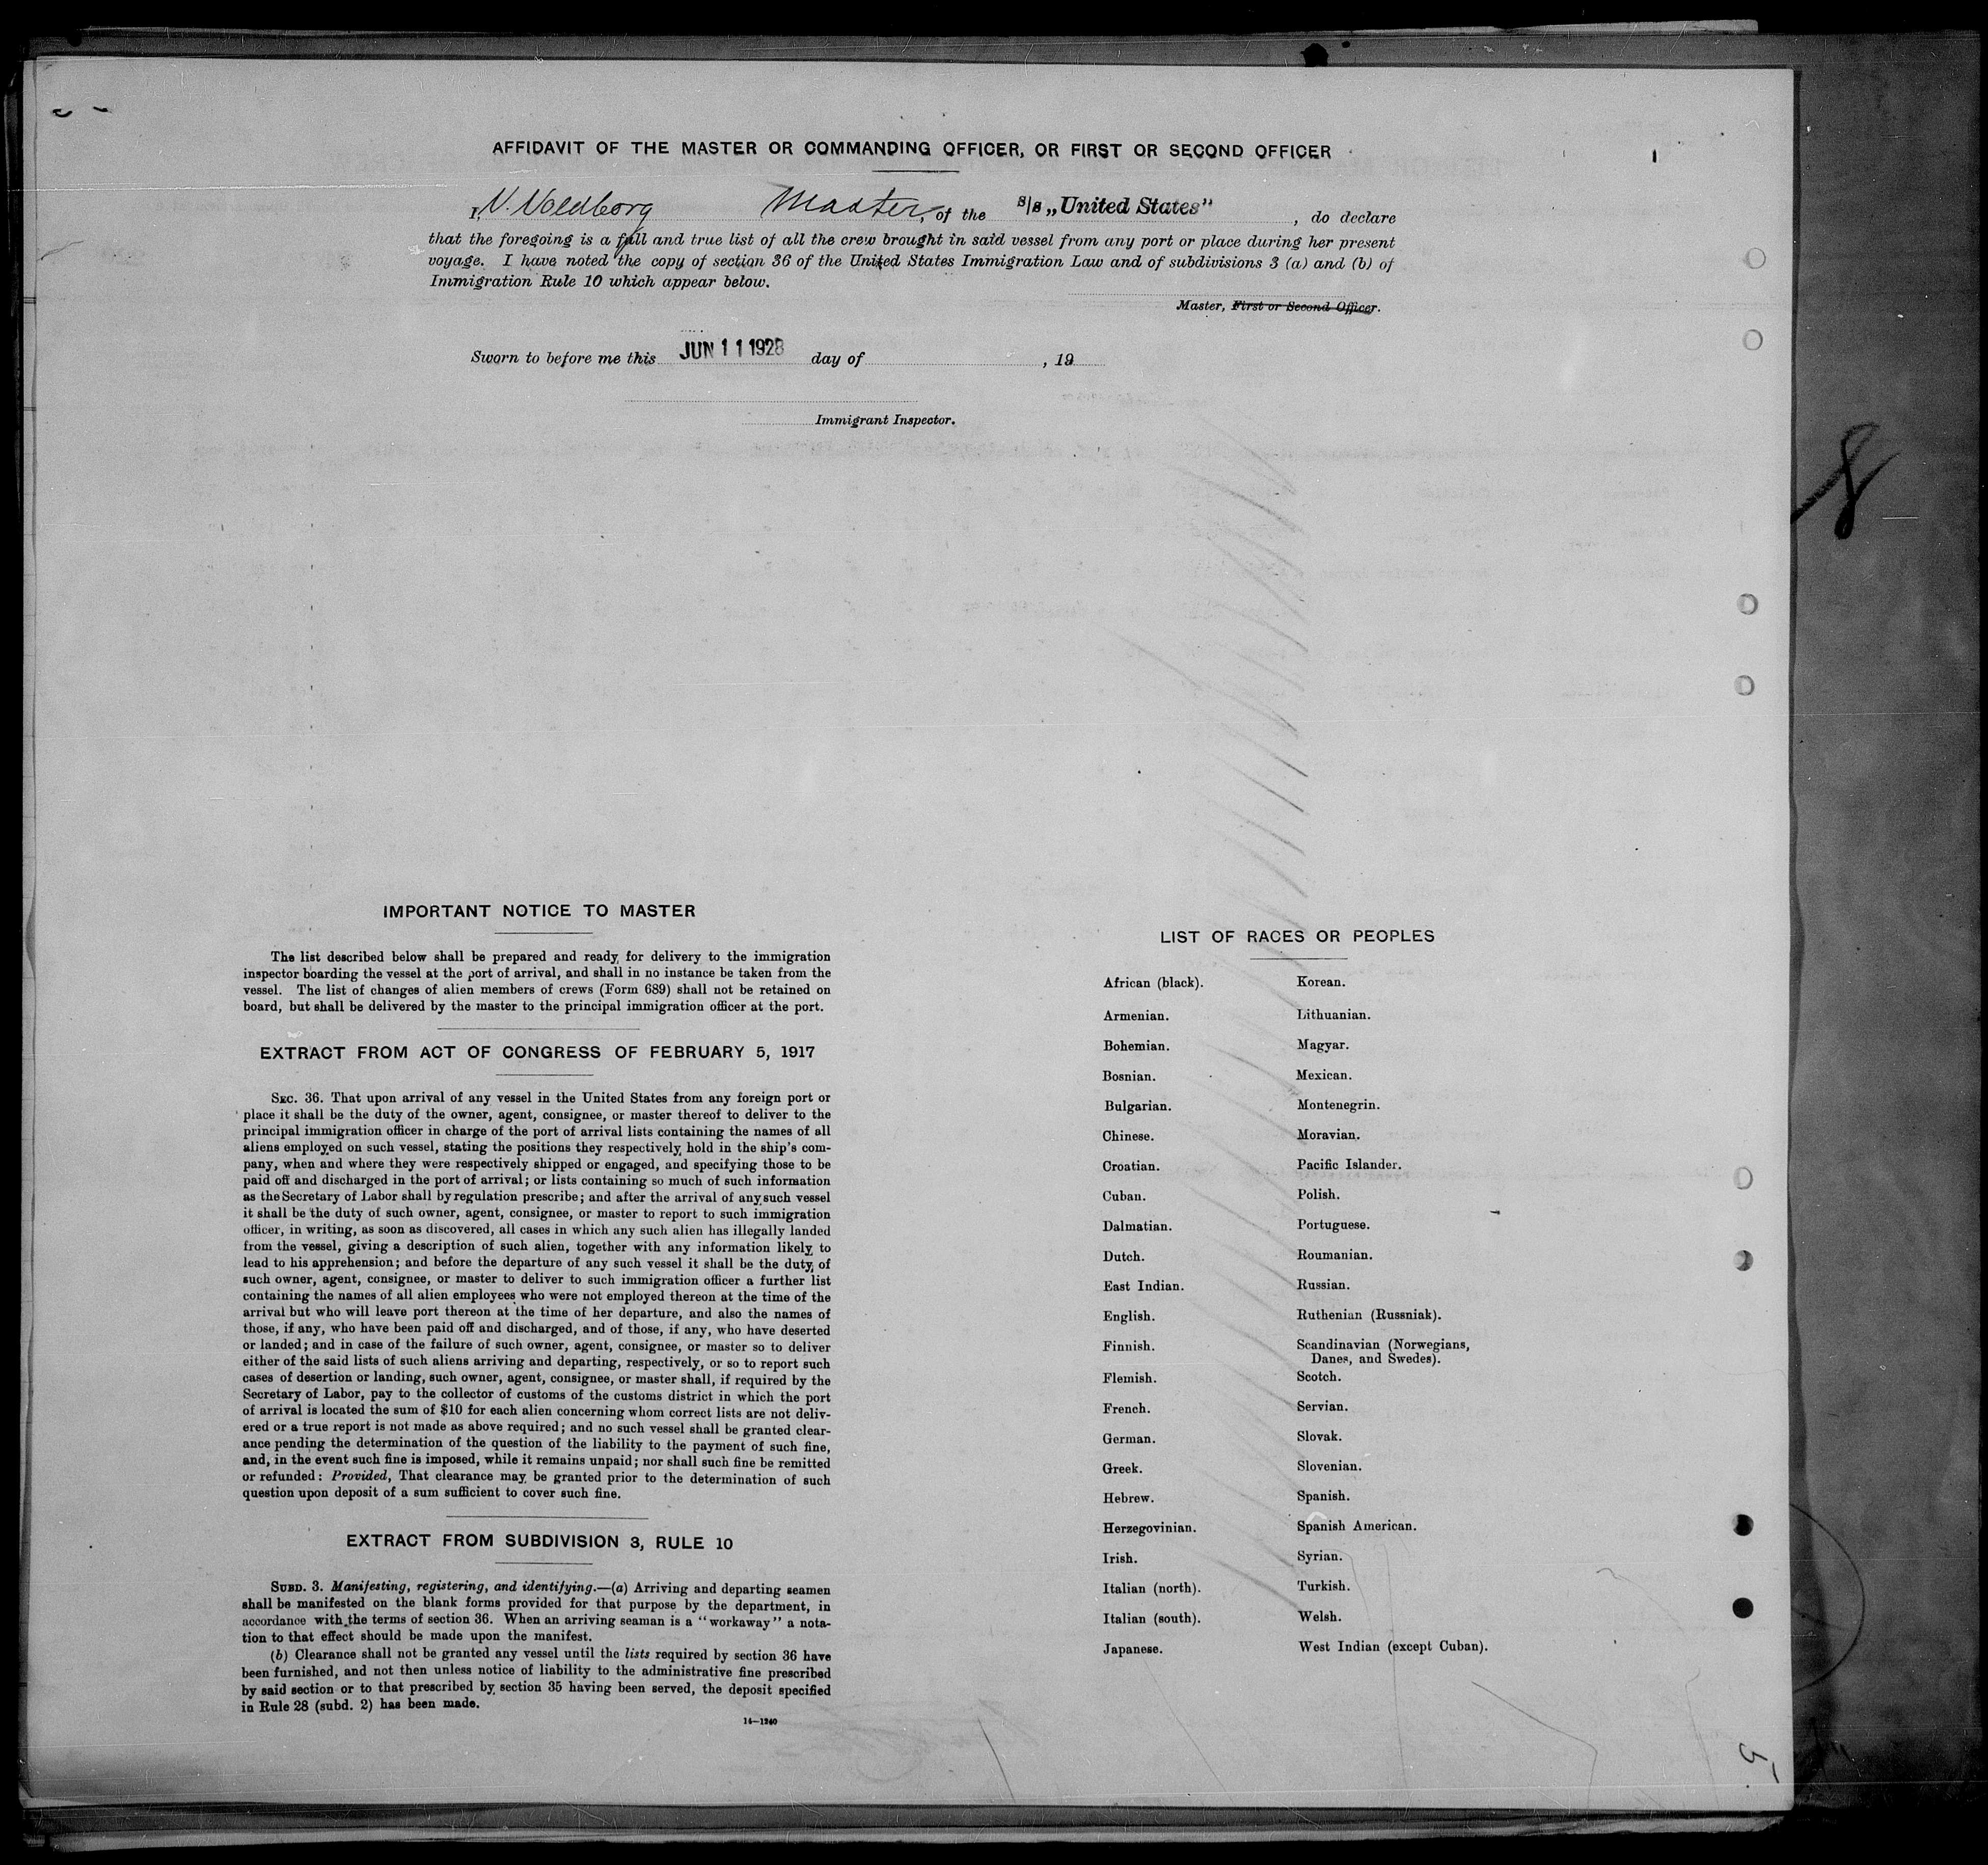 AFFIDAVIT OF THE MASTER OR COMMANDING OFFICER, OR FIRST OR SECOND OFFICER
I, Master, of the S/S „United States", do declare
that the foregoing is a full and true list of all the crew brought in said vessel from any port or place during her present
voyage. I have noted the copy of section 36 of the United States Immigration Law and of subdivisions 3 (a) and (b) of
Immigration Rule 10 which appear below.
Master, First or Second Officer.
Sworn to before me this JUN 11 1928 day of , 19
Immigrant Inspector.
8
IMPORTANT NOTICE TO MASTER
The list described below shall be prepared and ready for delivery to the immigration
inspector boarding the vessel at the port of arrival, and shall in no instance be taken from the
vessel. The list of changes of alien members of crews (Form 689) shall not be retained on
board, but shall be delivered by the master to the principal immigration officer at the port.
EXTRACT FROM ACT OF CONGRESS OF FEBRUARY 5, 1917
SEC. 36. That upon arrival of any vessel in the United States from any foreign port or
place it shall be the duty of the owner, agent, consignee, or master thereof to deliver to the
principal immigration officer in charge of the port of arrival lists containing the names of all
aliens employed on such vessel, stating the positions they respectively hold in the ship's com-
pany, when and where they were respectively shipped or engaged, and specifying those to be
paid off and discharged in the port of arrival; or lists containing so much of such information
as the Secretary of Labor shall by regulation prescribe; and after the arrival of any such vessel
it shall be the duty of such owner, agent, consignee, or master to report to such immigration
officer, in writing, as soon as discovered, all cases in which any such alien has illegally landed
from the vessel, giving a description of such alien, together with any information likely to
lead to his apprehension; and before the departure of any such vessel it shall be the duty of
such owner, agent, consignee, or master to deliver to such immigration officer a further list
containing the names of all alien employees who were not employed thereon at the time of the
arrival but who will leave port thereon at the time of her departure, and also the names of
those, if any, who have been paid off and discharged, and of those, if any, who have deserted
or landed; and in case of the failure of such owner, agent, consignee, or master so to deliver
either of the said lists of such aliens arriving and departing, respectively, or so to report such
cases of desertion or landing, such owner, agent, consignee, or master shall, if required by the
Secretary of Labor, pay to the collector of customs of the customs district in which the port
of arrival is located the sum of $10 for each alien concerning whom correct lists are not deliv-
ered or a true report is not made as above required; and no such vessel shall be granted clear-
ance pending the determination of the question of the liability to the payment of such fine,
and, in the event such fine is imposed, while it remains unpaid; nor shall such fine be remitted
or refunded: Provided, That clearance may be granted prior to the determination of such
question upon deposit of a sum sufficient to cover such fine.
EXTRACT FROM SUBDIVISION 3, RULE 10
SUBD. 3. Manifesting, registering, and identifying.—(a) Arriving and departing seamen
shall be manifested on the blank forms provided for that purpose by the department, in
accordance with the terms of section 36. When an arriving seaman is a "workaway" a nota-
tion to that effect should be made upon the manifest.
(b) Clearance shall not be granted any vessel until the lists required by section 36 have
been furnished, and not then unless notice of liability to the administrative fine prescribed
by said section or to that prescribed by section 35 having been served, the deposit specified
in Rule 28 (subd. 2) has been made.
14—1240
LIST OF RACES OR PEOPLES
African (black).
Armenian.
Bohemian.
Bosnian.
Bulgarian.
Chinese.
Croatian.
Cuban.
Dalmatian.
Dutch.
East Indian.
English.
Finnish.
Flemish.
French.
German.
Greek.
Hebrew.
Herzegovinian.
Irish.
Italian (north).
Italian (south).
Japanese.
Korean.
Lithuanian.
Magyar.
Mexican.
Montenegrin.
Moravian.
Pacific Islander.
Polish.
Portuguese.
Roumanian.
Russian.
Ruthenian (Russniak).
Scandinavian (Norwegians,
Danes, and Swedes).
Scotch.
Servian.
Slovak.
Slovenian.
Spanish.
Spanish American.
Syrian.
Turkish.
Welsh.
West Indian (except Cuban).
5